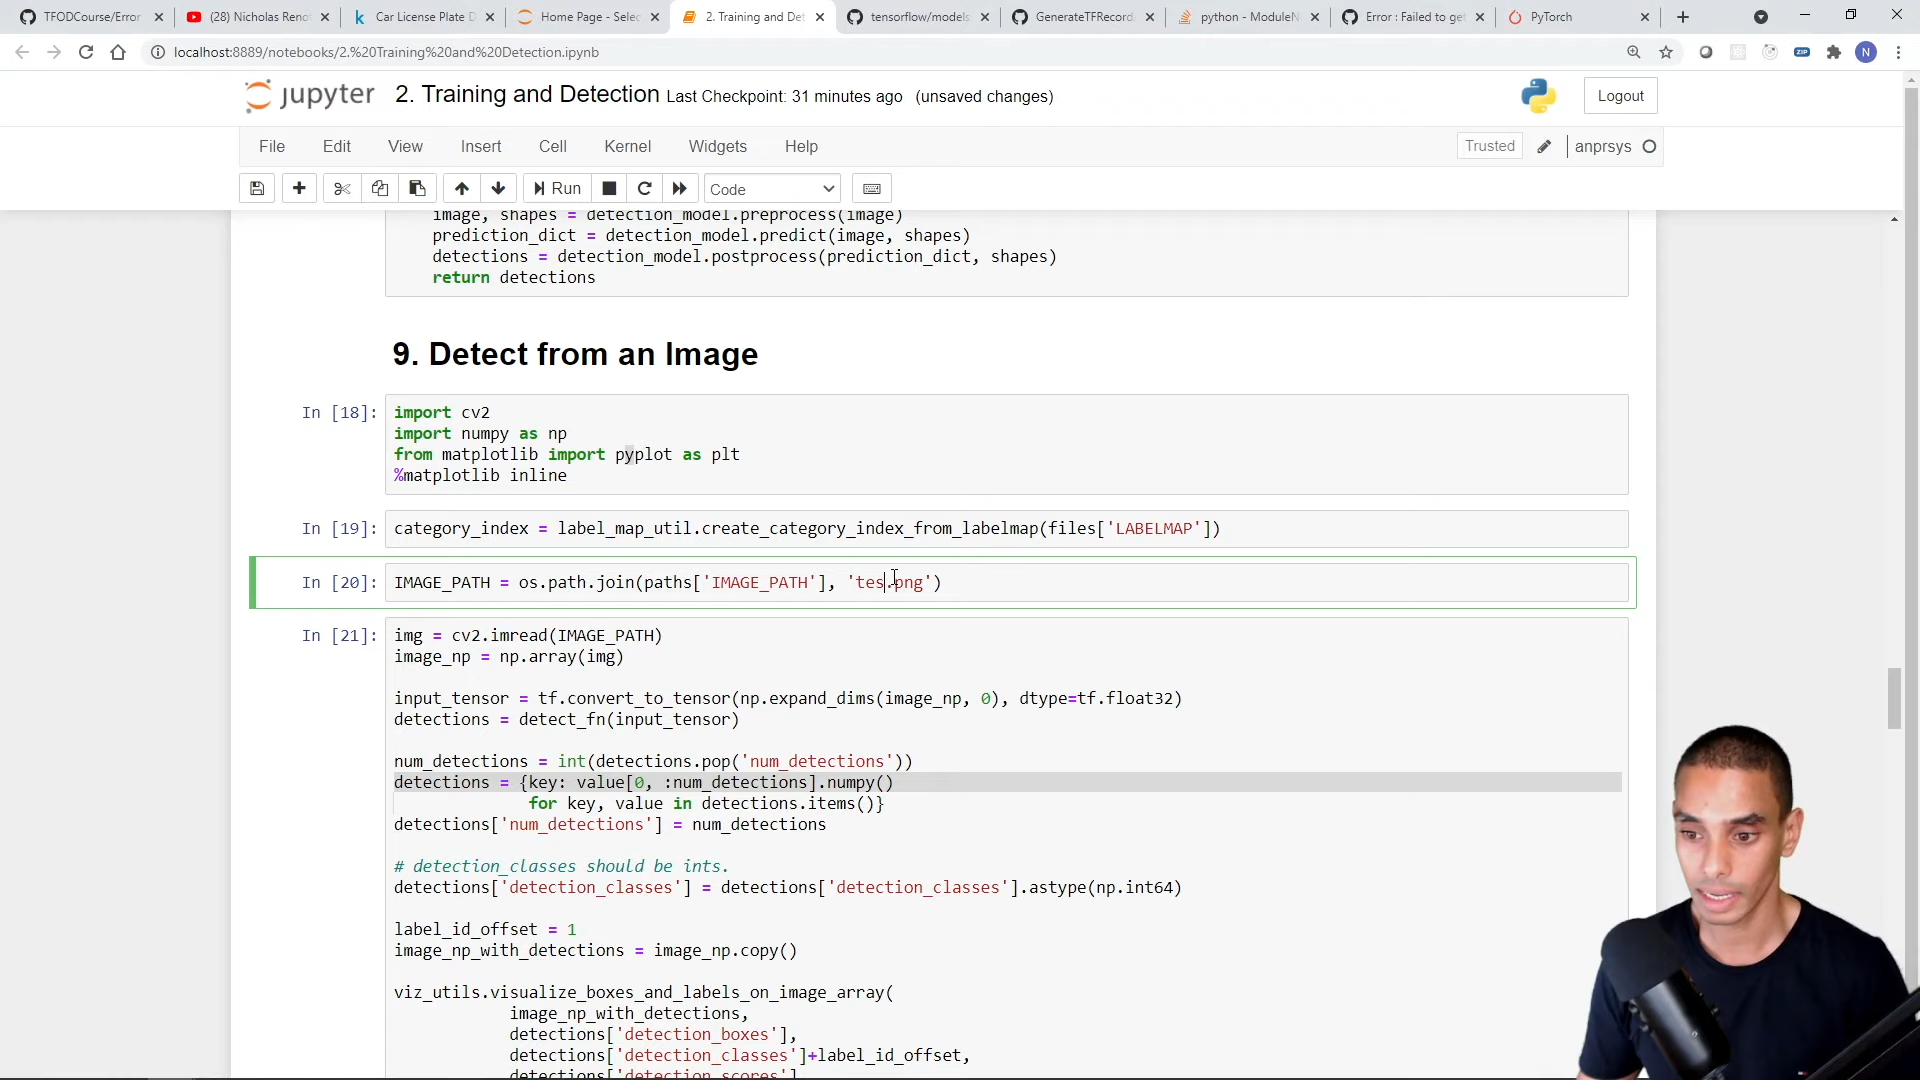 TFODCourse/Error
(28) Nicholas Reno
Car License Plate D
Home Page - Selec
2. Training and Det
tensorflow/models
GenerateTFRecord
python - ModuleN
Error : Failed to get
PyTorch
localhost:8889/notebooks/2.%20Training%20and%20Detection.ipynb
ZIP
N
jupyter 2. Training and Detection Last Checkpoint: 31 minutes ago (unsaved changes)
Logout
File Edit View Insert Cell Kernel Widgets Help
Trusted
anprsys
Run
Code
image, shapes = detection_model.preprocess(image)
prediction_dict = detection_model.predict(image, shapes)
detections = detection_model.postprocess(prediction_dict, shapes)
return detections
9. Detect from an Image
In [18]: import cv2
import numpy as np
from matplotlib import pyplot as plt
%matplotlib inline
In [19]: category_index = label_map_util.create_category_index_from_labelmap(files['LABELMAP'])
In [20]: IMAGE_PATH = os.path.join(paths['IMAGE_PATH'], 'tes.png')
In [21]: img = cv2.imread(IMAGE_PATH)
image_np = np.array(img)
input_tensor = tf.convert_to_tensor(np.expand_dims(image_np, 0), dtype=tf.float32)
detections = detect_fn(input_tensor)
num_detections = int(detections.pop('num_detections'))
detections = {key: value[0, :num_detections].numpy()
for key, value in detections.items()}
detections['num_detections'] = num_detections
# detection_classes should be ints.
detections['detection_classes'] = detections['detection_classes'].astype(np.int64)
label_id_offset = 1
image_np_with_detections = image_np.copy()
viz_utils.visualize_boxes_and_labels_on_image_array(
image_np_with_detections,
detections['detection_boxes'],
detections['detection_classes']+label_id_offset,
detections['detection_scores'],